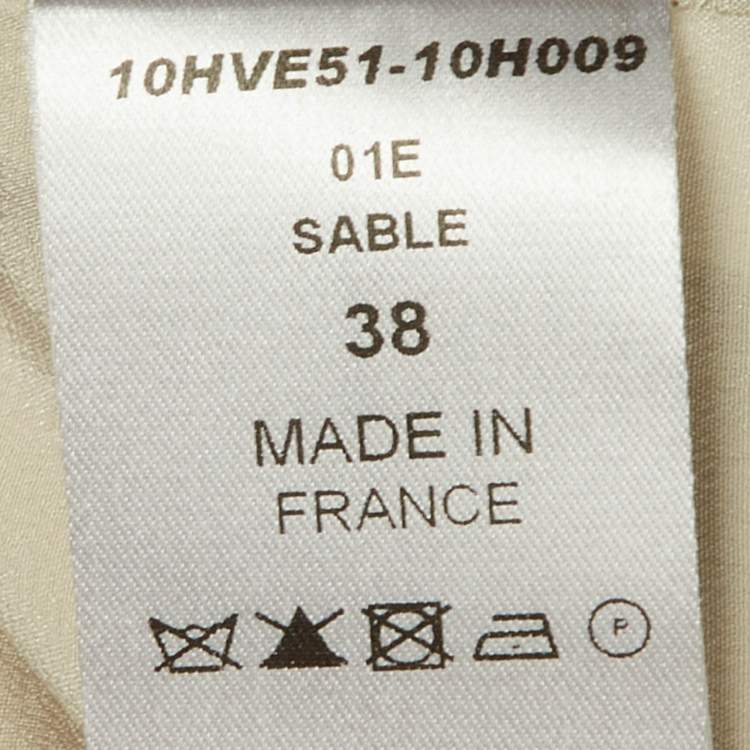 10HVE51-10H009
01E
SABLE
38
MADE IN
FRANCE
P